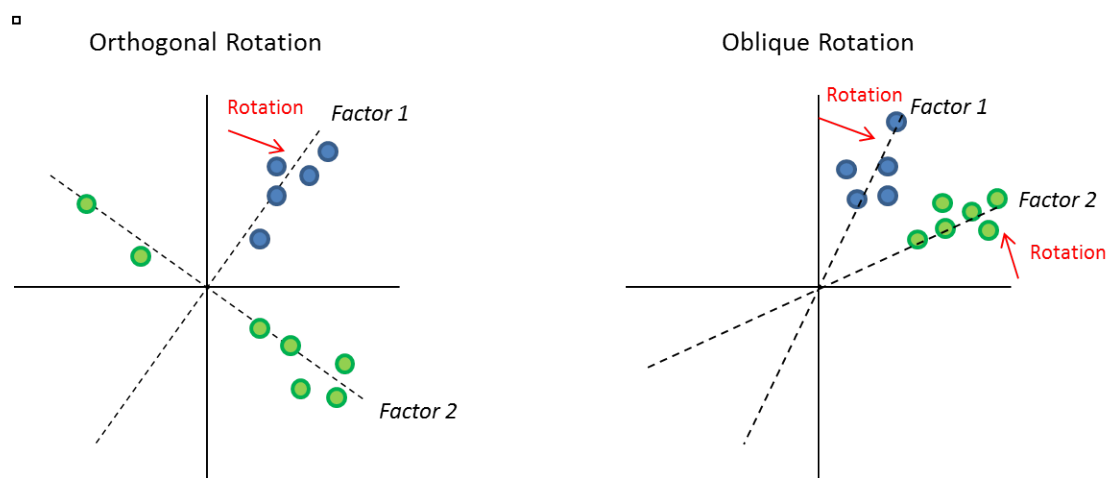 Orthogonal Rotation
Rotation
Factor 1
Factor 2
Oblique Rotation
Rotation
Factor 1
Factor 2
Rotation